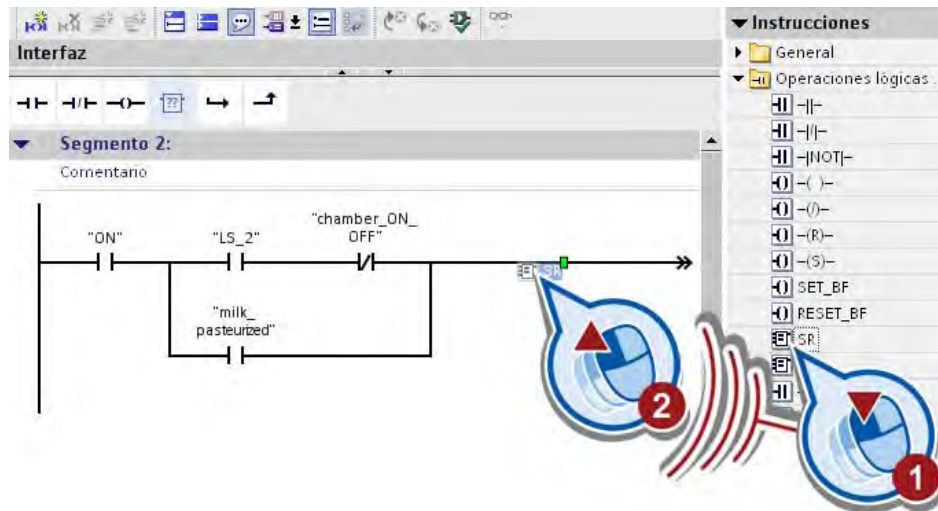 Interfaz
??
Segmento 2:
Comentario
"ON"
"LS_2"
"chamber_ON_
OFF"
"milk_
pasteurized"
SR
2
Instrucciones
General
Operaciones lógicas .
-||-
-|/|-
-|NOT|-
-( )-
-(/)-
-(R)-
-(S)-
SET_BF
RESET_BF
SR
1